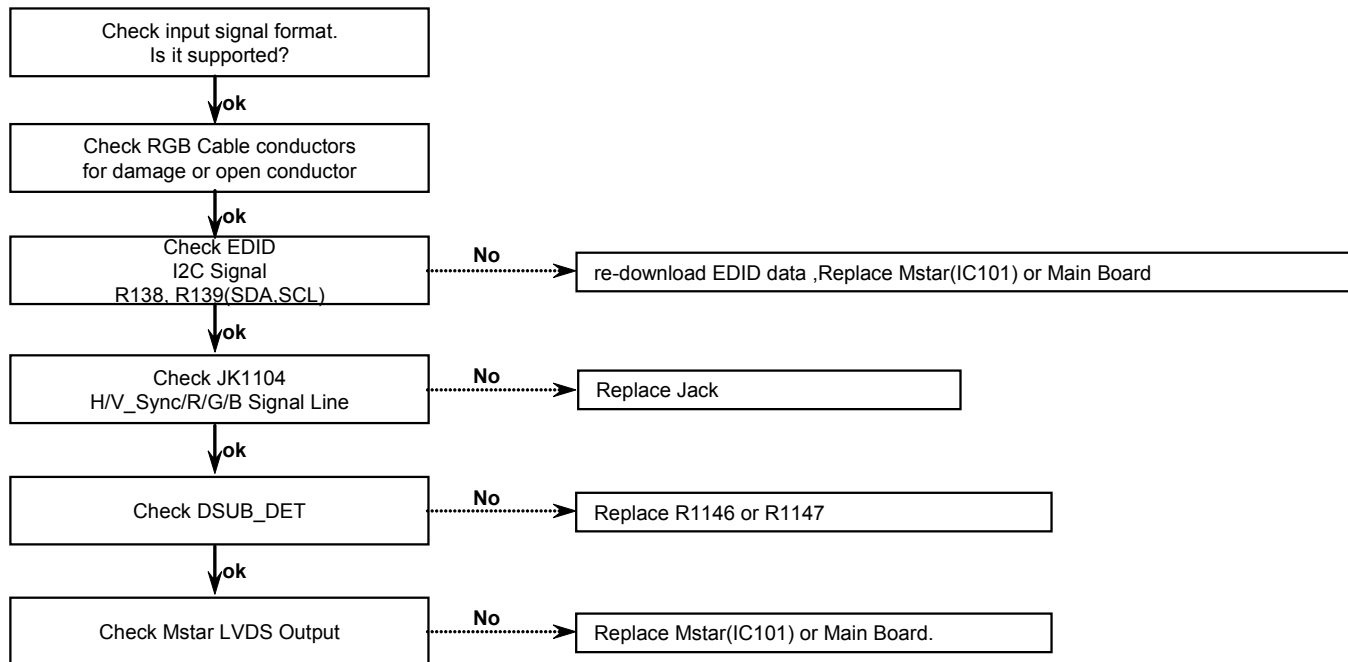 Check input signal format.
Is it supported?
ok
Check RGB Cable conductors
for damage or open conductor
ok
Check EDID
I2C Signal
R138, R139(SDA,SCL)
No
re-download EDID data ,Replace Mstar(IC101) or Main Board
ok
Check JK1104
H/V_Sync/R/G/B Signal Line
No
Replace Jack
ok
Check DSUB_DET
No
Replace R1146 or R1147
ok
Check Mstar LVDS Output
No
Replace Mstar(IC101) or Main Board.